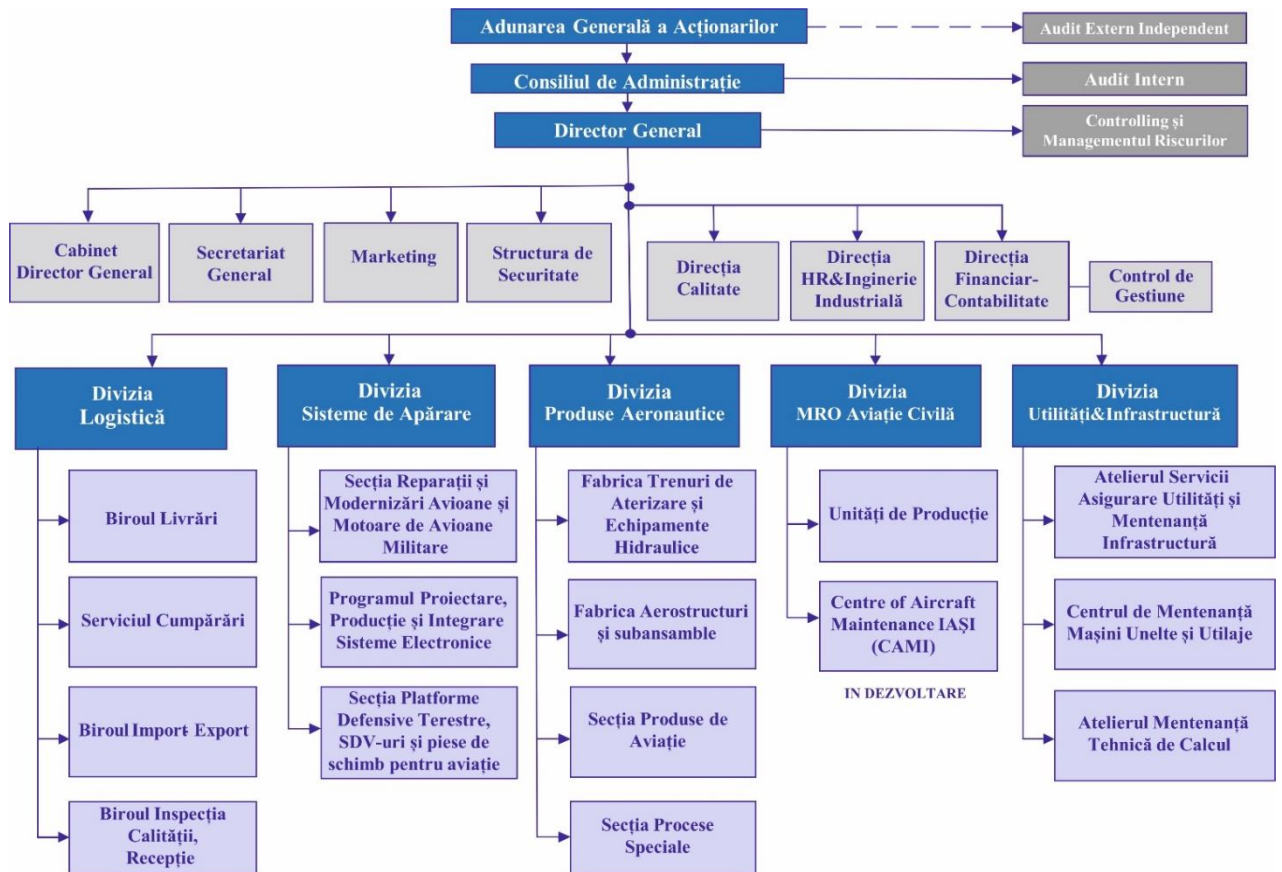 Adunarea Generală a Acționarilor
Audit Extern Independent
Consiliul de Administrație
Audit Intern
Director General
Controlling și
Managementul Riscurilor
Cabinet
Director General
Secretariat
General
Marketing
Structura de
Securitate
Direcția
Calitate
Direcția
HR&Inginerie
Industrială
Direcția
Financiar-
Contabilitate
Control de
Gestiune
Divizia
Logistică
Divizia
Sisteme de Apărare
Divizia
Produse Aeronautice
Divizia
MRO Aviație Civilă
Divizia
Utilități&Infrastructură
Biroul Livrări
Serviciul Cumpărări
Biroul Import- Export
Biroul Inspecția
Calității,
Recepție
Secția Reparații și
Modernizări Avioane și
Motoare de Avioane
Militare
Programul Proiectare,
Producție și Integrare
Sisteme Electronice
Secția Platforme
Defensive Terestre,
SDV-uri și piese de
schimb pentru aviație
Fabrica Trenuri de
Aterizare și
Echipamente
Hidraulice
Fabrica Aerostructuri
și subansamble
Secția Produse de
Aviație
Secția Procese
Speciale
Unități de Producție
Centre of Aircraft
Maintenance IAȘI
(CAMI)
IN DEZVOLTARE
Atelierul Servicii
Asigurare Utilități și
Mentenanță
Infrastructură
Centrul de Mentenanță
Mașini Unelte și Utilaje
Atelierul Mentenanță
Tehnică de Calcul